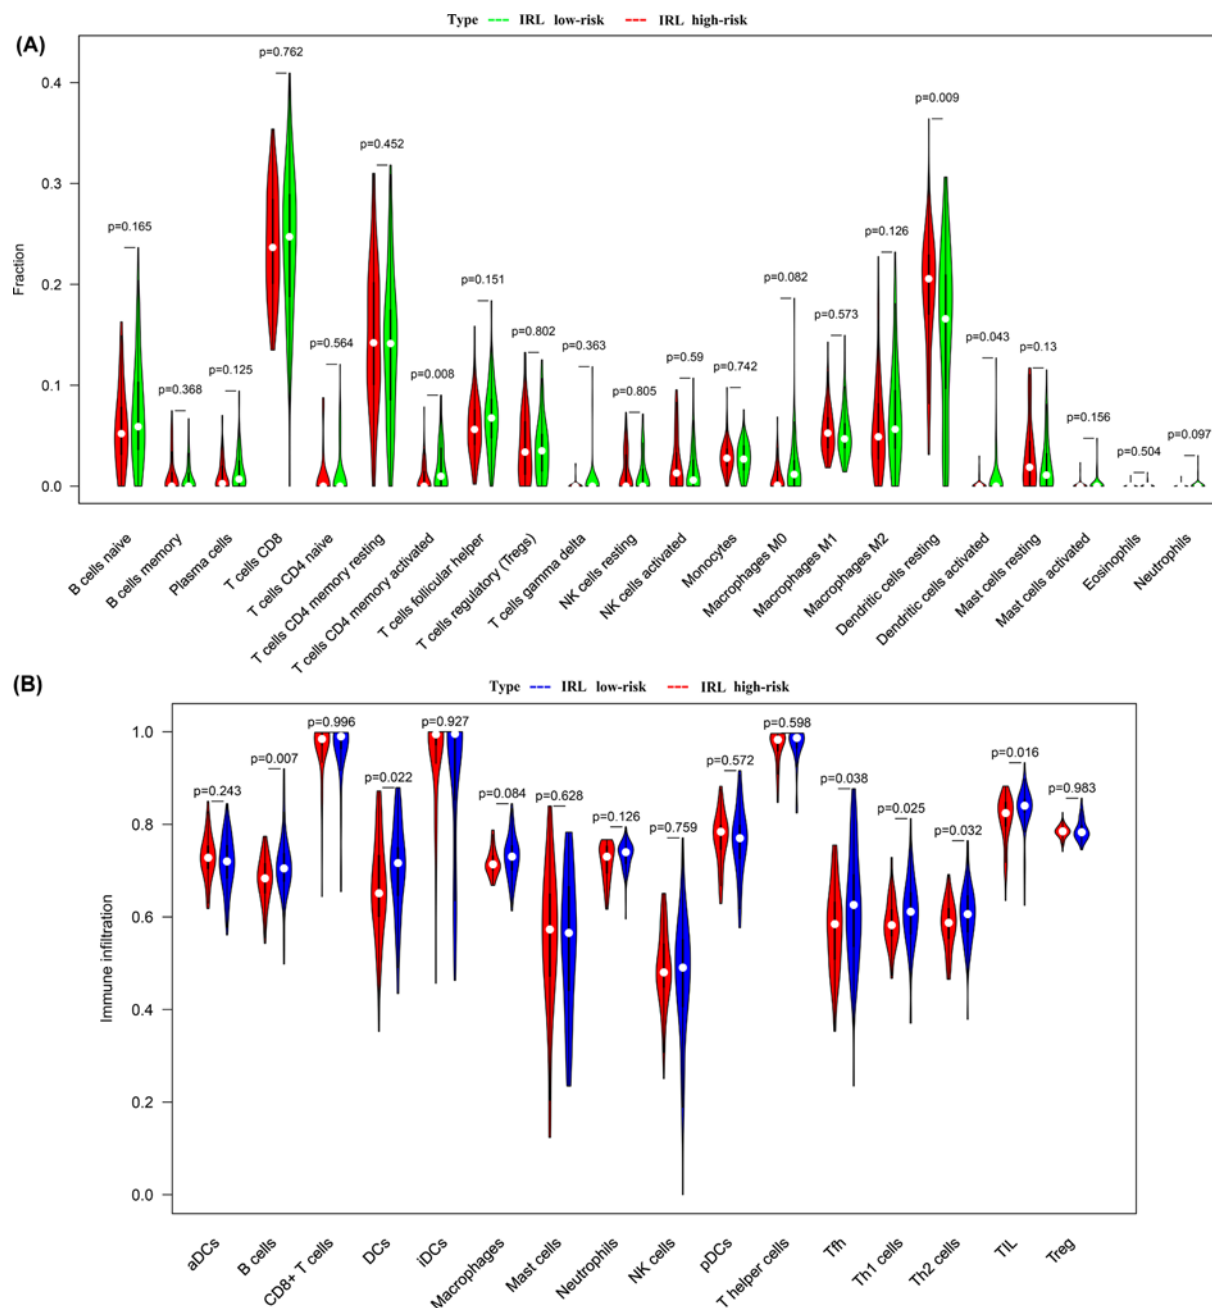 Type IRL low-risk IRL high-risk
(A)
p=0.762
p=0.009
p=0.452
p=0.165
p=0.126
p=0.082
p=0.151
p=0.564
p=0.802
p=0.363
p=0.573
p=0.043
p=0.125
p=0.008
p=0.59
p=0.742
p=0.13
p=0.368
p=0.805
p=0.156
p=0.504
p=0.097
Fraction
0.4
0.3
0.2
0.1
0.0
B cells naive
B cells memory
Plasma cells
T cells CD8
T cells CD4 naive
T cells CD4 memory resting
T cells CD4 memory activated
T cells follicular helper
T cells regulatory (Tregs)
T cells gamma delta
NK cells resting
NK cells activated
Monocytes
Macrophages M0
Macrophages M1
Macrophages M2
Dendritic cells resting
Dendritic cells activated
Mast cells resting
Mast cells activated
Eosinophils
Neutrophils
(B)
Type IRL low-risk IRL high-risk
p=0.996
p=0.927
p=0.598
p=0.007
p=0.572
p=0.016
p=0.243
p=0.022
p=0.084
p=0.628
p=0.038
p=0.983
p=0.126
p=0.759
p=0.025
p=0.032
Immune infiltration
1.0
0.8
0.6
0.4
0.2
0.0
aDCs
B cells
CD8+ T cells
DCs
iDCs
Macrophages
Mast cells
Neutrophils
NK cells
pDCs
T helper cells
Tfh
Th1 cells
Th2 cells
TIL
Treg